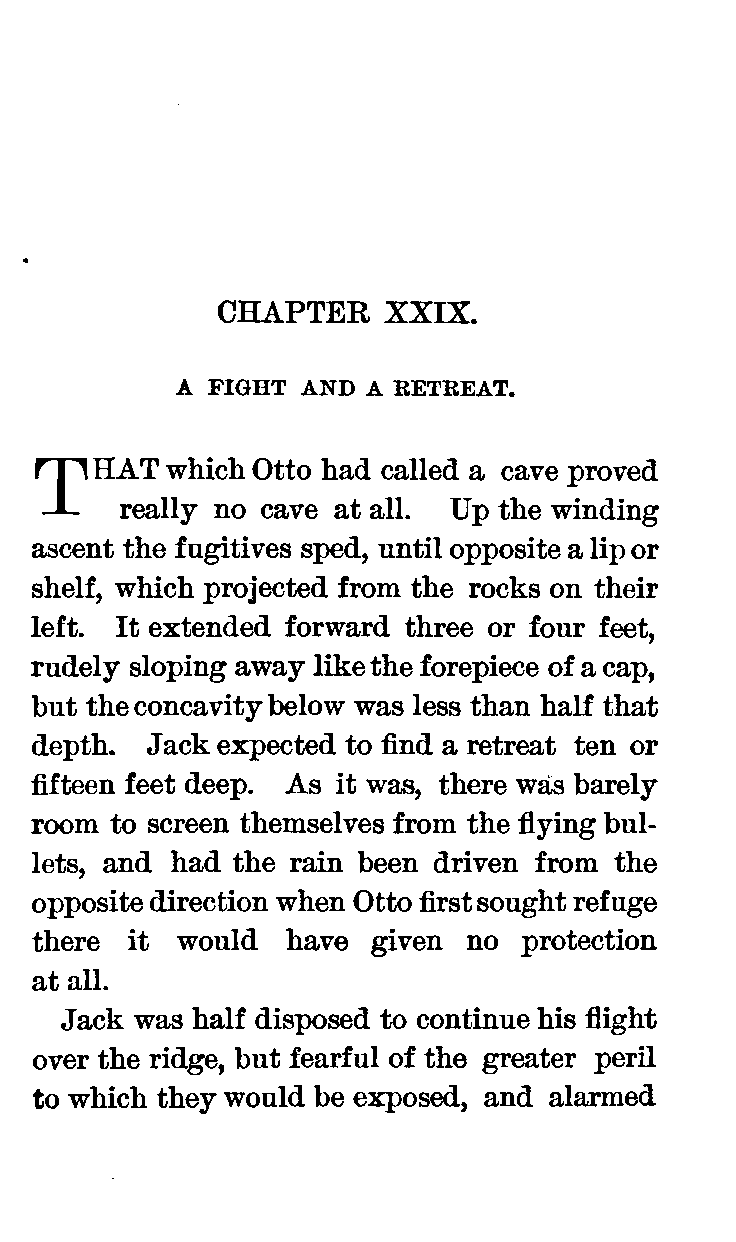 CHAPTER XXIX.
A FIGHT AND A RETREAT.
THAT which Otto had called a cave proved
really no cave at all. Up the winding
ascent the fugitives sped, until opposite a lip or
shelf, which projected from the rocks on their
left. It extended forward three or four feet,
rudely sloping away like the forepiece of a cap,
but the concavity below was less than half that
depth. Jack expected to find a retreat ten or
fifteen feet deep. As it was, there was barely
room to screen themselves from the flying bul-
lets, and had the rain been driven from the
opposite direction when Otto first sought refuge
there it would have given no protection
at all.
Jack was half disposed to continue his flight
over the ridge, but fearful of the greater peril
to which they would be exposed, and alarmed